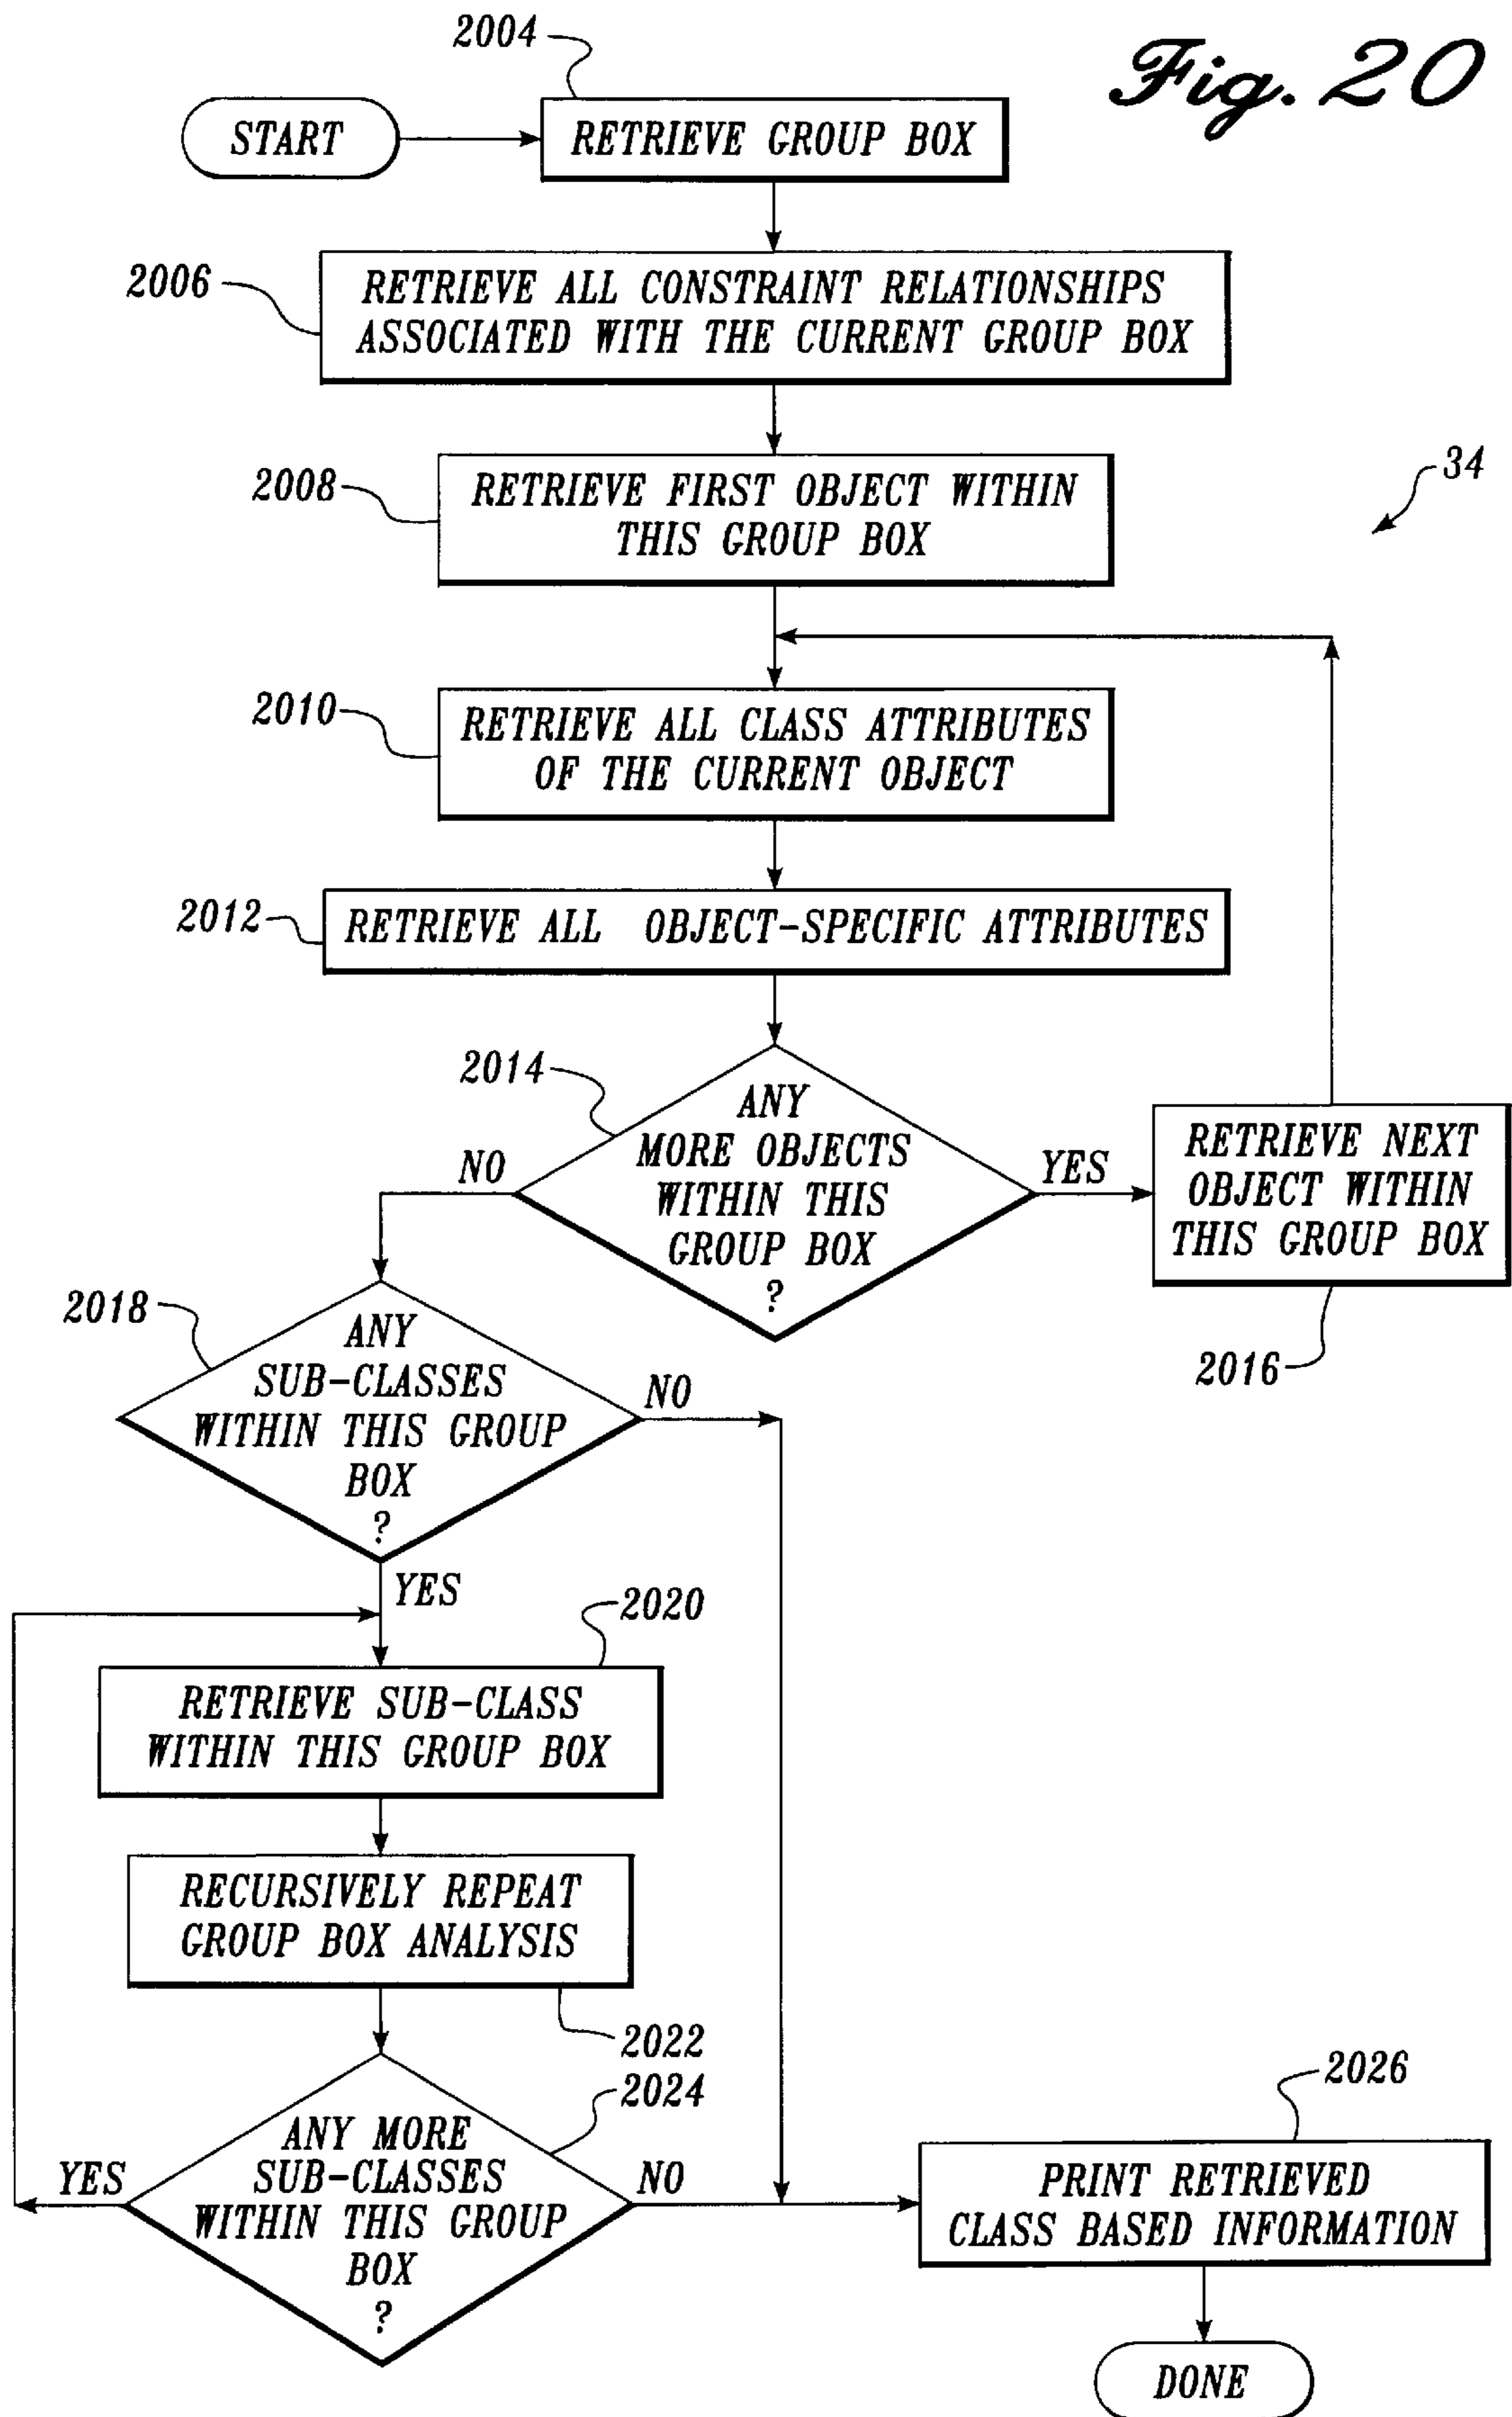 Fig. 20
2004
START
RETRIEVE GROUP BOX
2006
RETRIEVE ALL CONSTRAINT RELATIONSHIPS
ASSOCIATED WITH THE CURRENT GROUP BOX
2008
RETRIEVE FIRST OBJECT WITHIN
THIS GROUP BOX
34
2010
RETRIEVE ALL CLASS ATTRIBUTES
OF THE CURRENT OBJECT
2012
RETRIEVE ALL OBJECT-SPECIFIC ATTRIBUTES
2014
ANY
MORE OBJECTS
WITHIN THIS
GROUP BOX
?
NO
YES
RETRIEVE NEXT
OBJECT WITHIN
THIS GROUP BOX
2016
2018
ANY
SUB-CLASSES
WITHIN THIS GROUP
BOX
?
NO
YES
2020
RETRIEVE SUB-CLASS
WITHIN THIS GROUP BOX
RECURSIVELY REPEAT
GROUP BOX ANALYSIS
2022
2024
ANY MORE
SUB-CLASSES
WITHIN THIS GROUP
BOX
?
YES
NO
2026
PRINT RETRIEVED
CLASS BASED INFORMATION
DONE